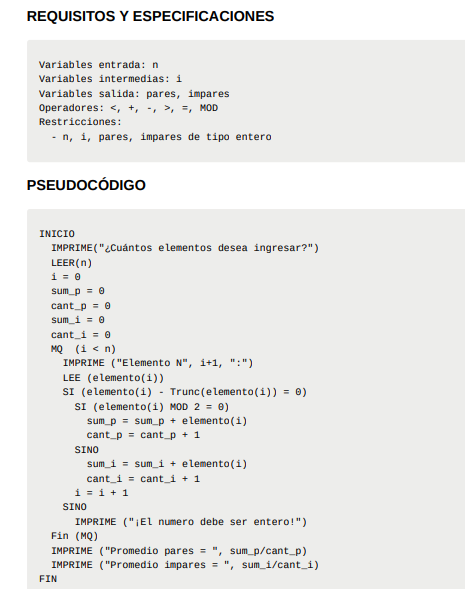 REQUISITOS Y ESPECIFICACIONES
Variables entrada: n
Variables intermedias: i
Variables salida: pares, impares
Operadores: <, +, -, >, =, MOD
Restricciones:
  - n, i, pares, impares de tipo entero
PSEUDOCÓDIGO
INICIO
  IMPRIME("¿Cuántos elementos desea ingresar?")
  LEER(n)
  i = 0
  sum_p = 0
  cant_p = 0
  sum_i = 0
  cant_i = 0
  MQ  (i < n)
    IMPRIME ("Elemento N", i+1, ":")
    LEE (elemento(i))
    SI (elemento(i) - Trunc(elemento(i)) = 0)
      SI (elemento(i) MOD 2 = 0)
        sum_p = sum_p + elemento(i)
        cant_p = cant_p + 1
      SINO
        sum_i = sum_i + elemento(i)
        cant_i = cant_i + 1
      i = i + 1
    SINO
      IMPRIME ("¡El numero debe ser entero!")
  Fin (MQ)
  IMPRIME ("Promedio pares = ", sum_p/cant_p)
  IMPRIME ("Promedio impares = ", sum_i/cant_i)
FIN